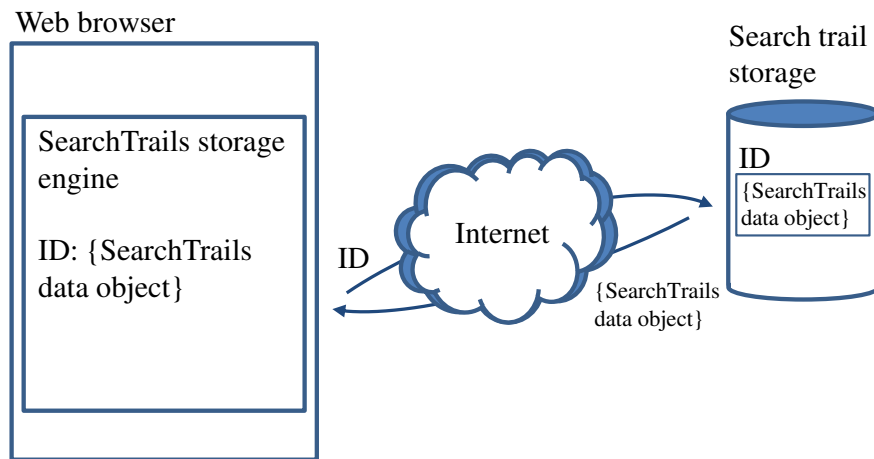 Web browser
SearchTrails storage
engine
ID: {SearchTrails
data object}
ID
Internet
{SearchTrails
data object}
Search trail
storage
ID
{SearchTrails
data object}